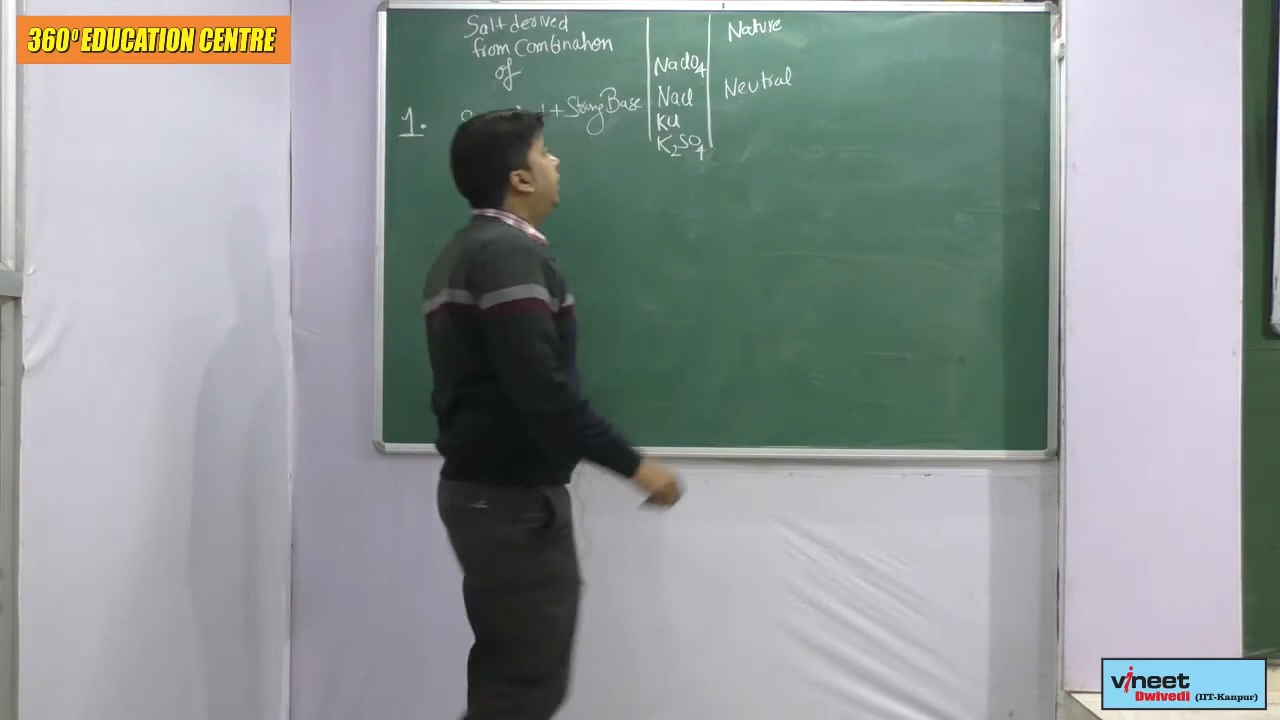 360° EDUCATION CENTRE
Salt derived
from Combination
of
Nature
1.
+ Strong Base
NaClO4
NaCl
KCl
K2SO4
Neutral
Vineet
Dwivedi (IIT-Kanpur)